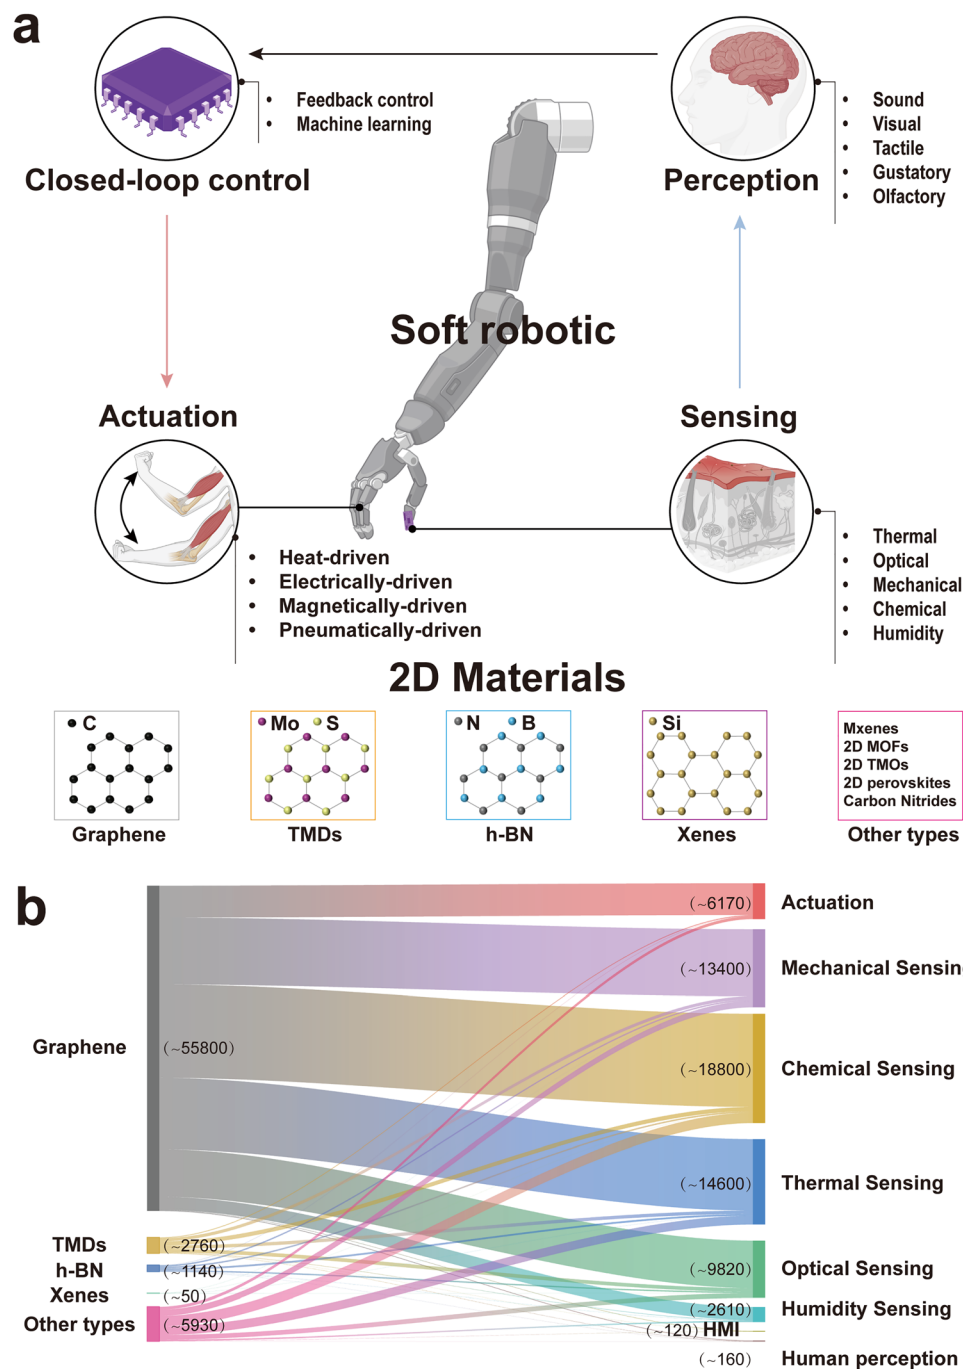 a
Feedback control
Machine learning
Closed-loop control
Perception
Sound
Visual
Tactile
Gustatory
Olfactory
Soft robotic
Actuation
Sensing
Heat-driven
Electrically-driven
Magnetically-driven
Pneumatically-driven
Thermal
Optical
Mechanical
Chemical
Humidity
2D Materials
C
Mo S
N B
Si
Mxenes
2D MOFs
2D TMOs
2D perovskites
Carbon Nitrides
Graphene
TMDs
h-BN
Xenes
Other types
b
(~6170) Actuation
(~13400) Mechanical Sensin
Graphene (~55800)
(~18800) Chemical Sensing
(~14600) Thermal Sensing
TMDs (~2760)
h-BN (~1140)
Xenes (~50)
Other types (~5930)
(~9820) Optical Sensing
(~2610) Humidity Sensing
(~120) HMI
(~160) Human perception